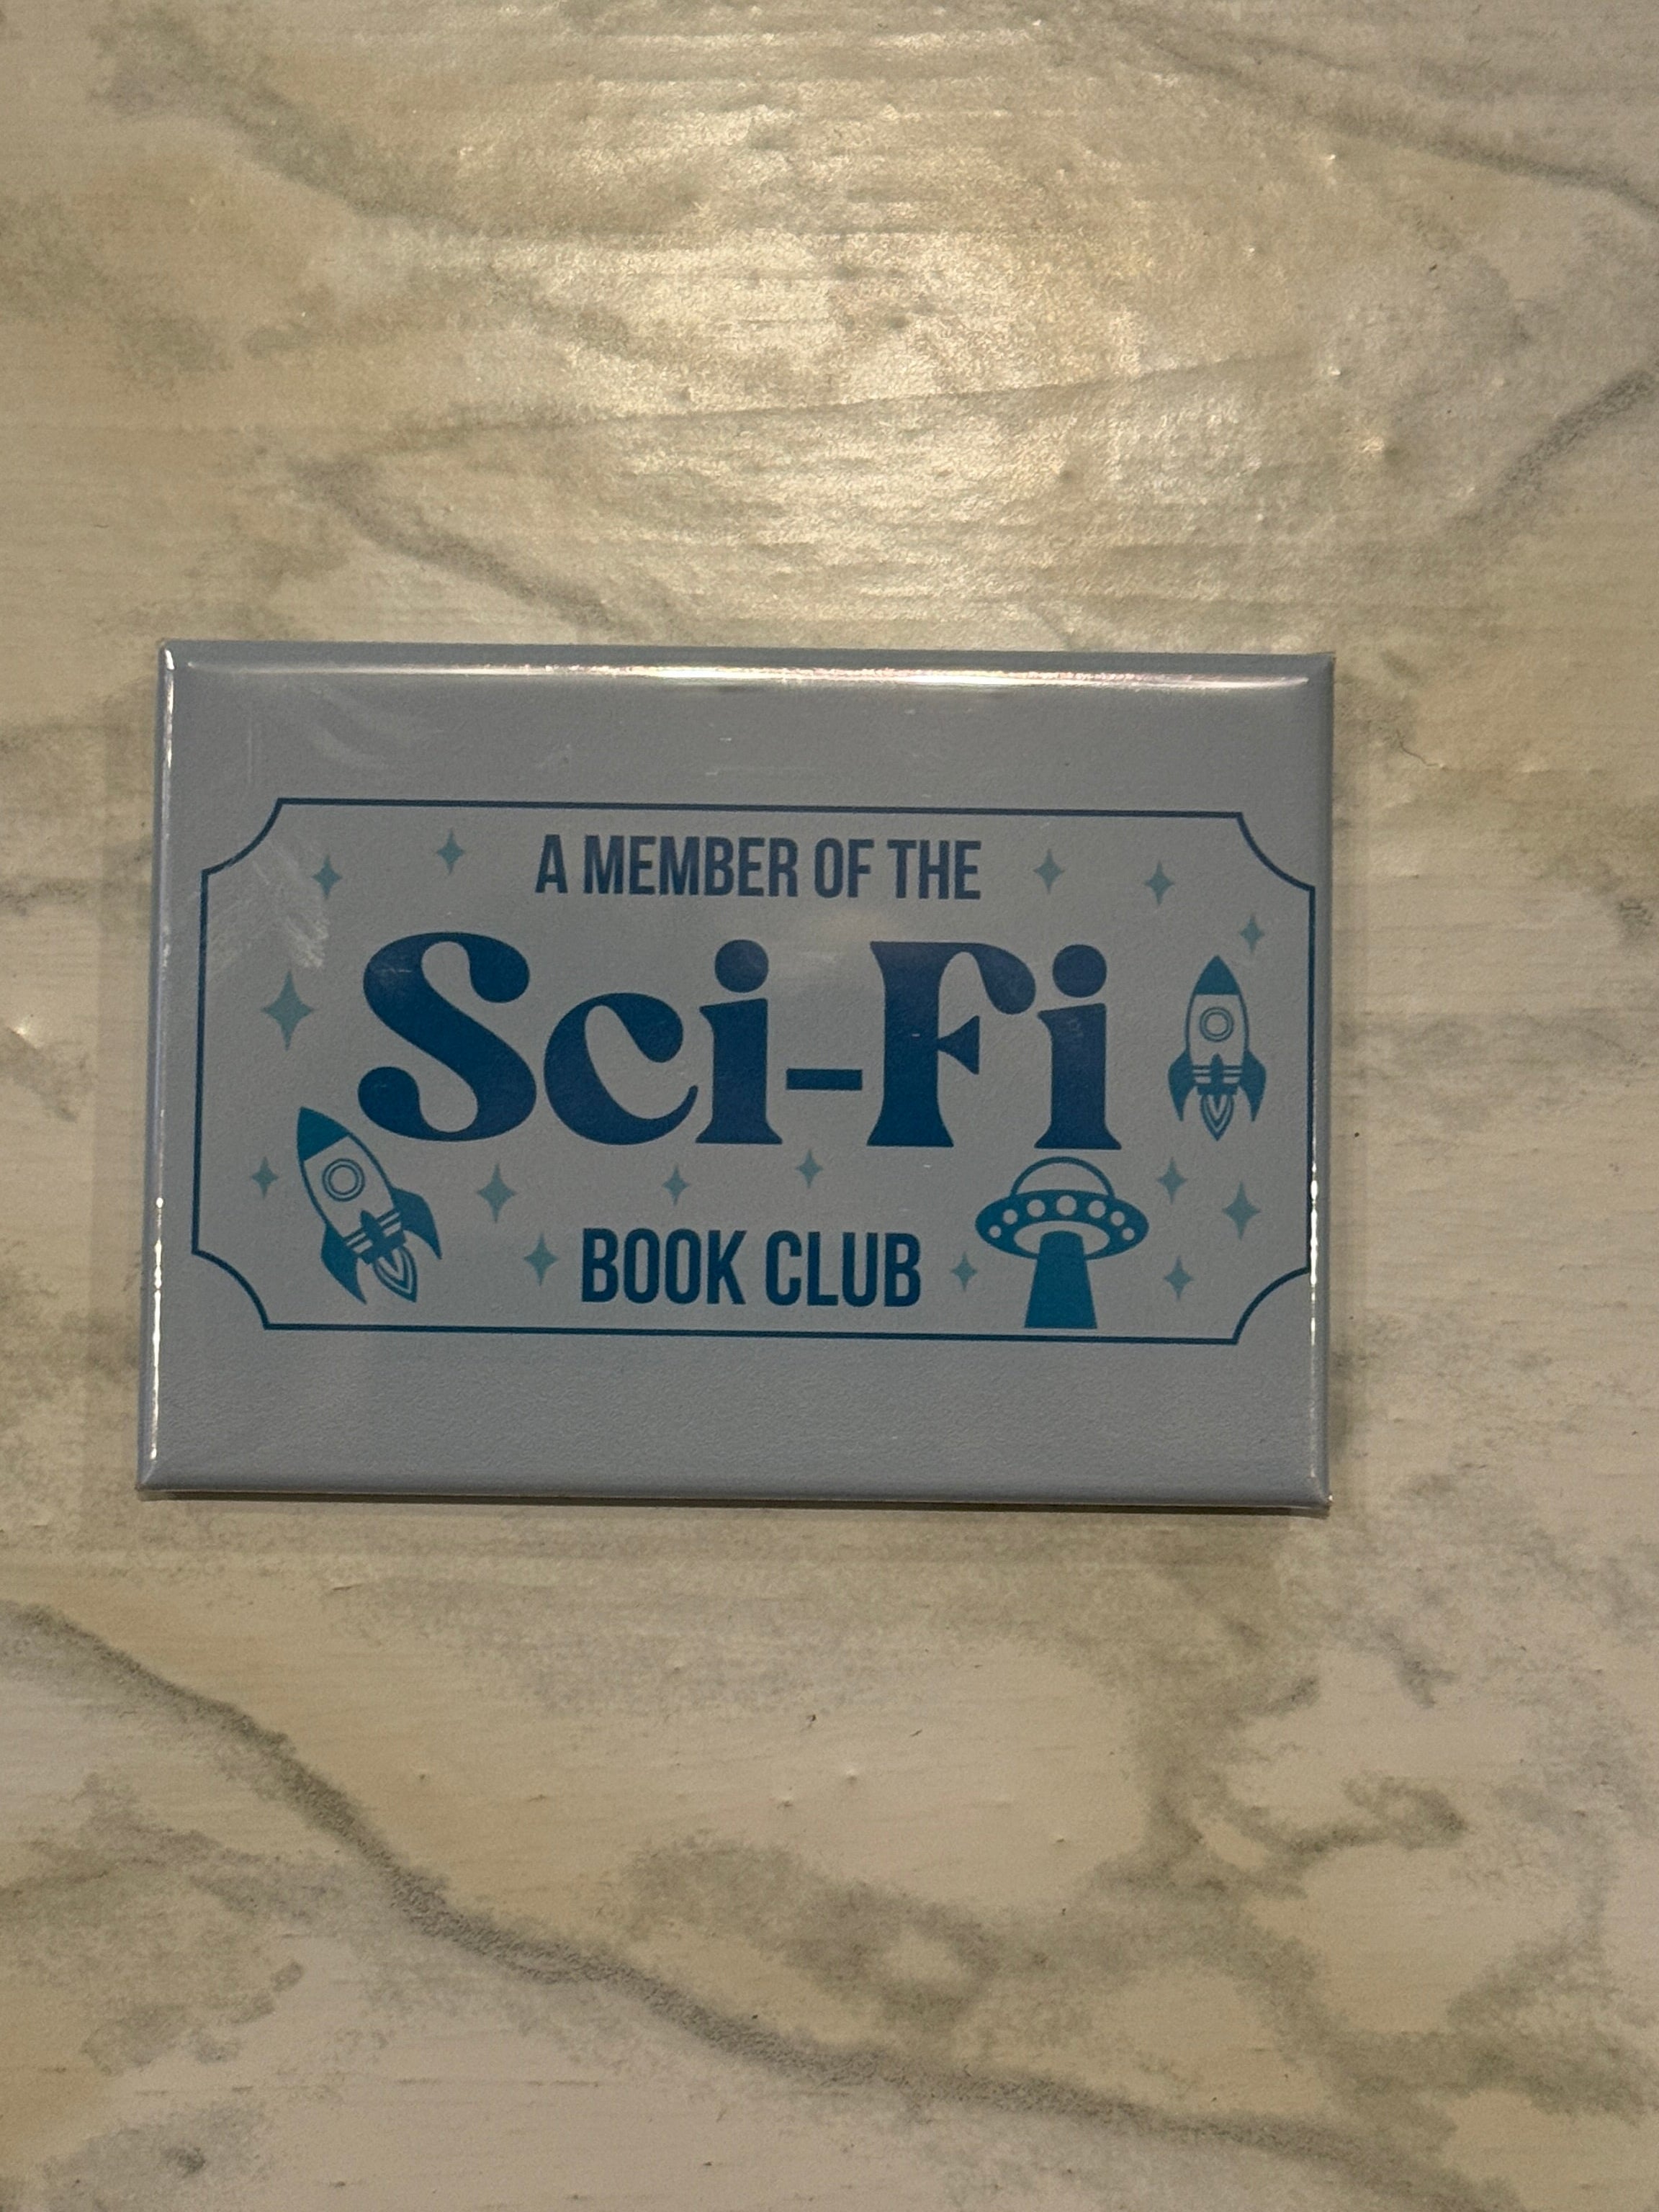 A MEMBER OF THE
Sci-Fi
BOOK CLUB